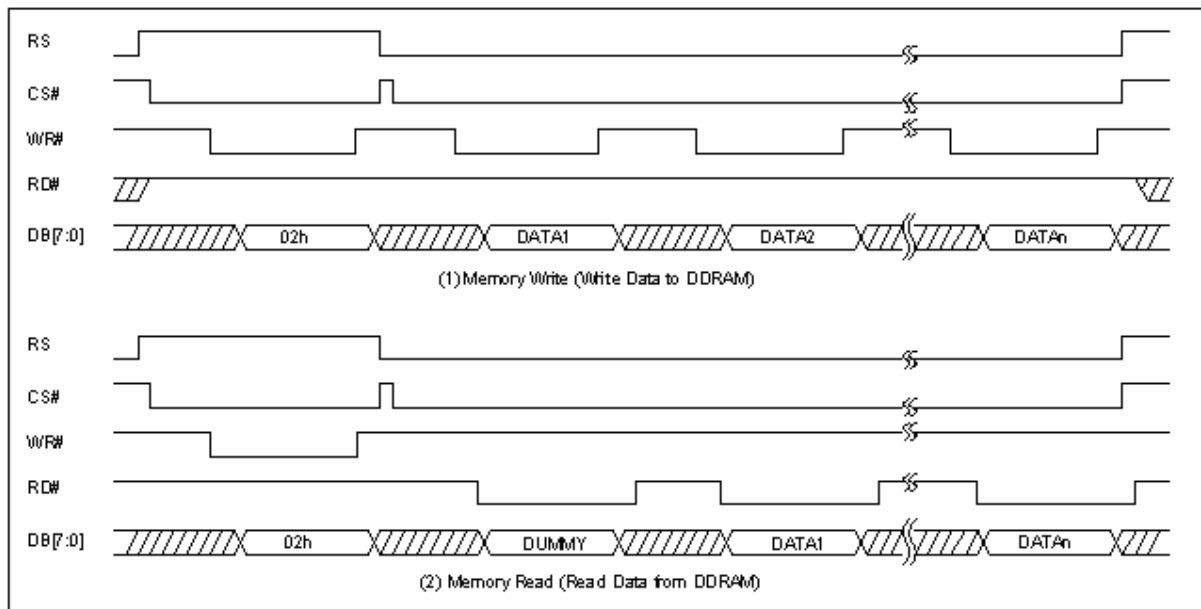 RS
CS#
WR#
RD#
DB[7:0] 02h DATA1 DATA2 DATAn
(1) Memory Write (Write Data to DDRAM)
RS
CS#
WR#
RD#
DB[7:0] 02h DUMMY DATA1 DATAn
(2) Memory Read (Read Data from DDRAM)